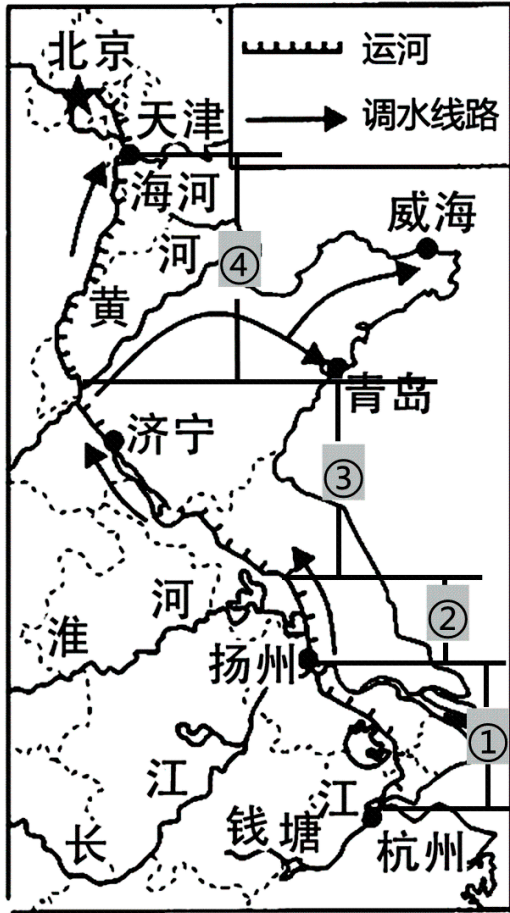 北京
运河
调水线路
天津
海河
威海
河
④
黄
青岛
济宁
③
河
淮
②
扬州
①
江
江
钱塘
长
杭州